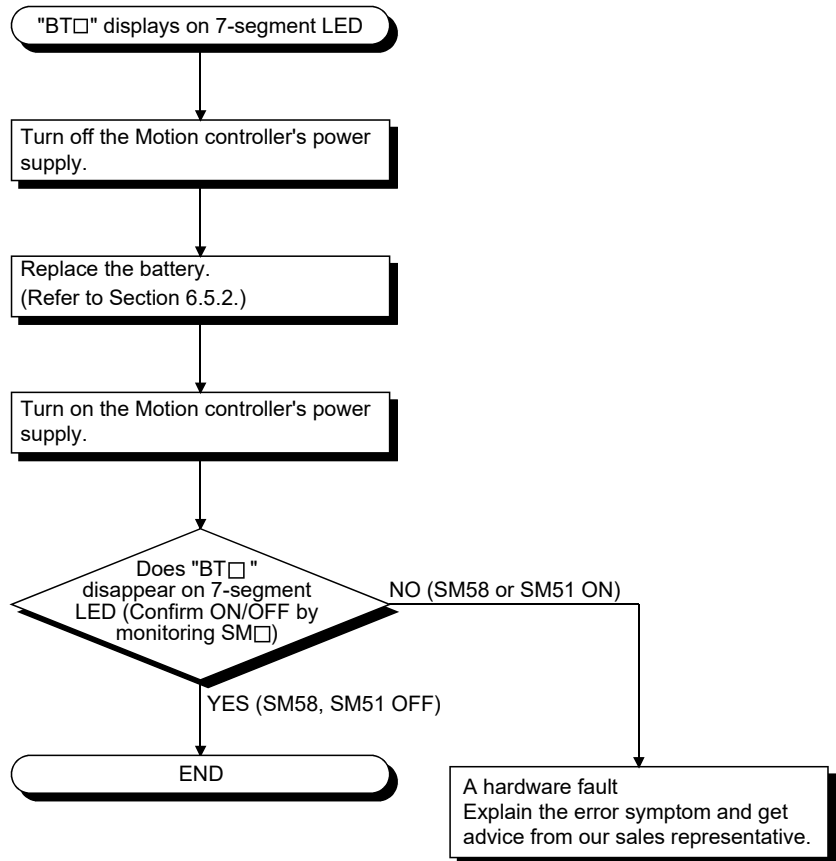 "BT□" displays on 7-segment LED
Turn off the Motion controller's power
supply.
Replace the battery.
(Refer to Section 6.5.2.)
Turn on the Motion controller's power
supply.
Does "BT□ "
disappear on 7-segment
LED (Confirm ON/OFF by
monitoring SM□)
NO (SM58 or SM51 ON)
YES (SM58, SM51 OFF)
END
A hardware fault
Explain the error symptom and get
advice from our sales representative.